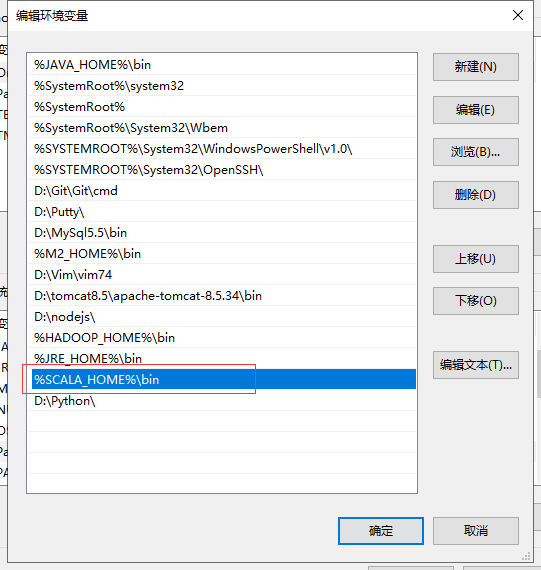 编辑环境变量
%JAVA_HOME%\bin
%SystemRoot%\system32
%SystemRoot%
%SystemRoot%\System32\Wbem
%SYSTEMROOT%\System32\WindowsPowerShell\v1.0\
%SYSTEMROOT%\System32\OpenSSH\
D:\Git\Git\cmd
D:\Putty\
D:\MySql5.5\bin
%M2_HOME%\bin
D:\Vim\vim74
D:\tomcat8.5\apache-tomcat-8.5.34\bin
D:\nodejs\
%HADOOP_HOME%\bin
%JRE_HOME%\bin
%SCALA_HOME%\bin
D:\Python\
新建(N)
编辑(E)
浏览(B)...
删除(D)
上移(U)
下移(O)
编辑文本(T)...
确定
取消